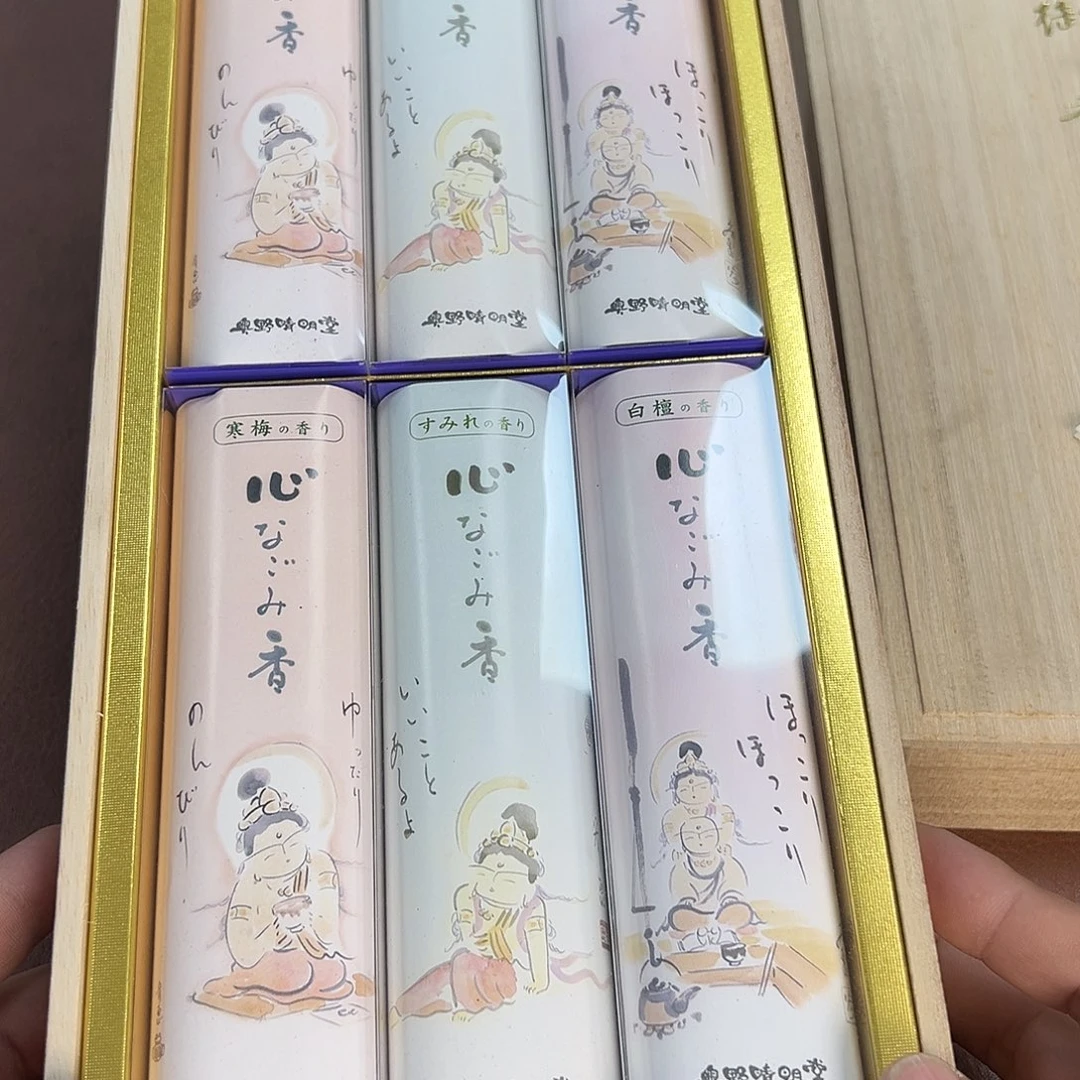 香
のんびり
ゆったり
奥野晴明堂
香
いいこと
あるよ
奥野晴明堂
香
ほっこり
ほっこり
奥野晴明堂
寒梅の香り
心なごみ香
のんびり
ゆったり
すみれの香り
心なごみ香
いいこと
あるよ
白檀の香り
心なごみ香
ほっこり
ほっこり
奥野晴明堂